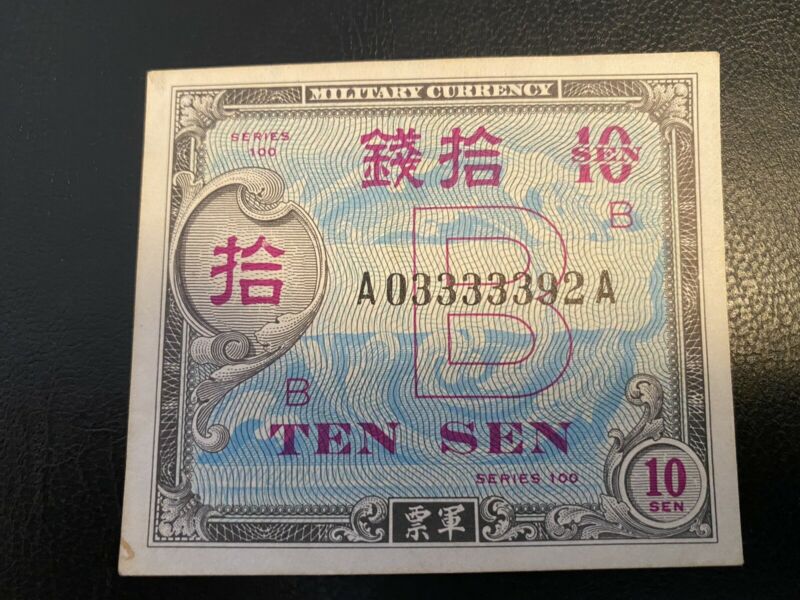 MILITARY CURRENCY
SERIES
100
錢拾
10
SEN
B
拾
A03333392A
B
B
TEN SEN
SERIES 100
10
SEN
票軍